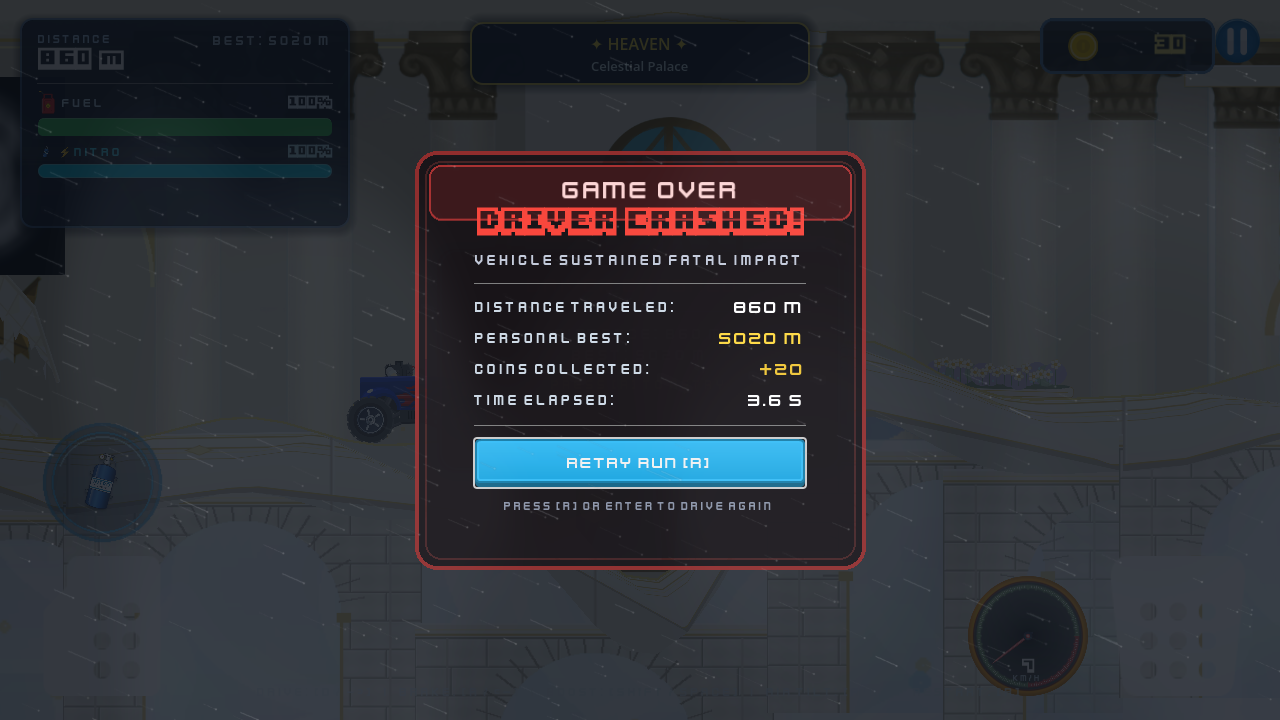 DISTANCE
BEST: 5020 M
860 m
FUEL
100%
NITRO
100%
✦ HEAVEN ✦
Celestial Palace
30
GAME OVER
DRIVER CRASHED!
VEHICLE SUSTAINED FATAL IMPACT
DISTANCE TRAVELED:
860 M
PERSONAL BEST:
5020 M
COINS COLLECTED:
+20
TIME ELAPSED:
3.6 S
RETRY RUN [R]
PRESS [R] OR ENTER TO DRIVE AGAIN
KM/H